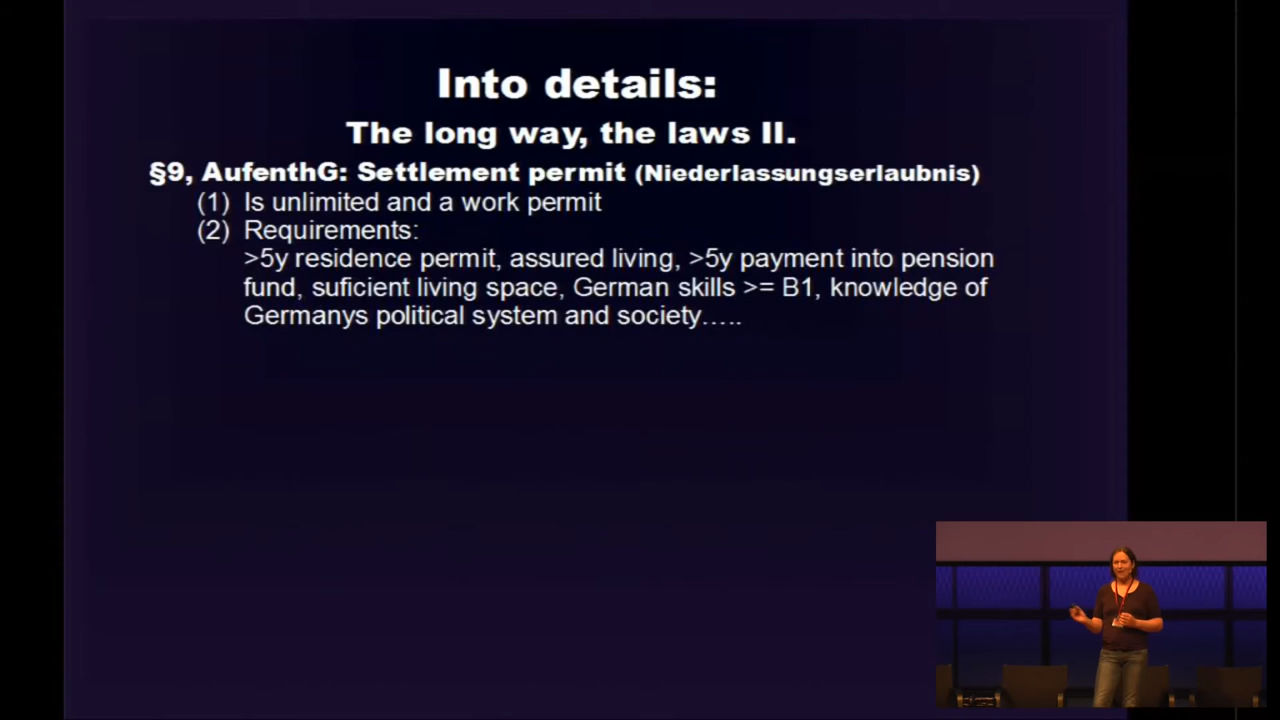 Into details:
The long way, the laws II.
§9, AufenthG: Settlement permit (Niederlassungserlaubnis)
(1) Is unlimited and a work permit
(2) Requirements:
>5y residence permit, assured living, >5y payment into pension
fund, suficient living space, German skills >= B1, knowledge of
Germanys political system and society…..